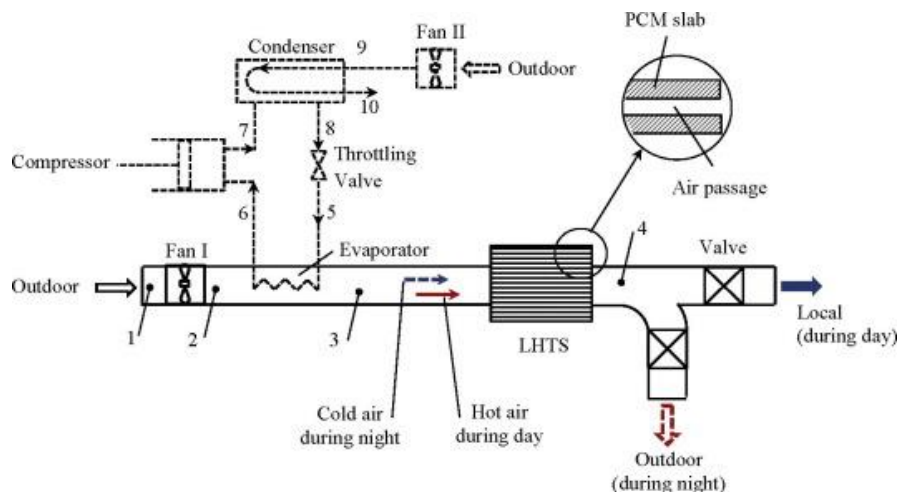 Fan II
PCM slab
Condenser
9
Outdoor
10
7
8
Compressor
Throttling
Valve
Air passage
6
5
Fan I
Evaporator
4
Valve
Outdoor
1
2
3
LHTS
Local
(during day)
Cold air
during night
Hot air
during day
Outdoor
(during night)